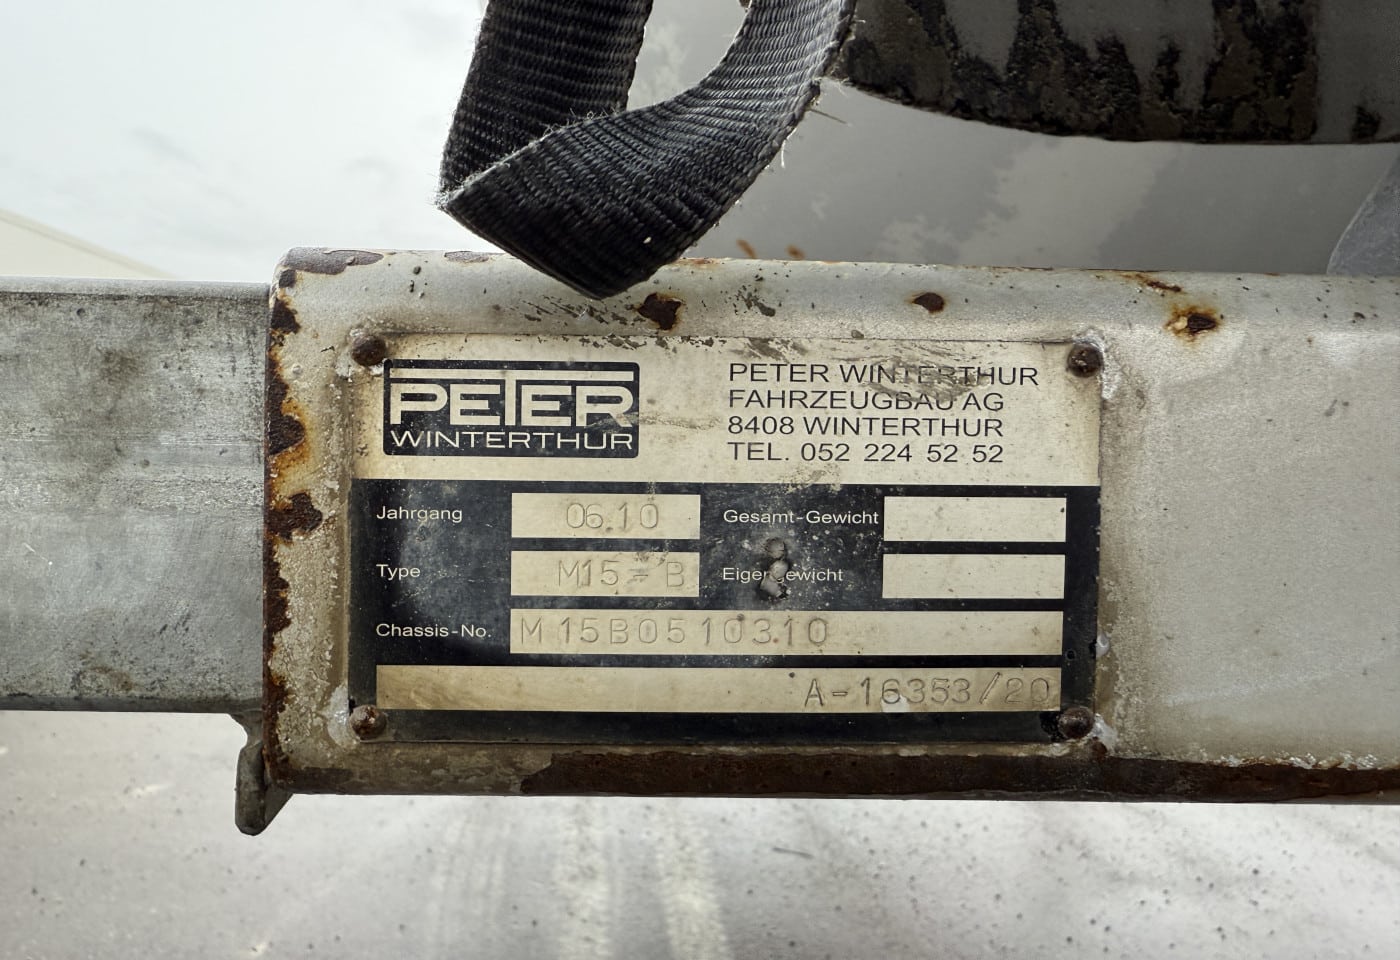 PETER
WINTERTHUR
PETER WINTERTHUR
FAHRZEUGBAU AG
8408 WINTERTHUR
TEL. 052 224 52 52
Jahrgang 06.10 Gesamt-Gewicht
Type M15-B Eigengewicht
Chassis-No. M15B0510310
A-16353/20